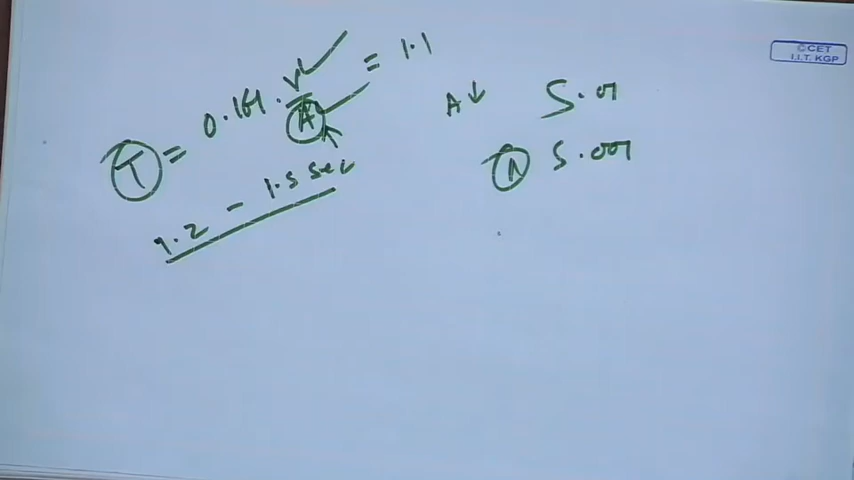 T = 0.161 . V/A = 1.1
1.2 - 1.5 sec
A↓ S.α
A S.αα
© CET
I.I.T. KGP